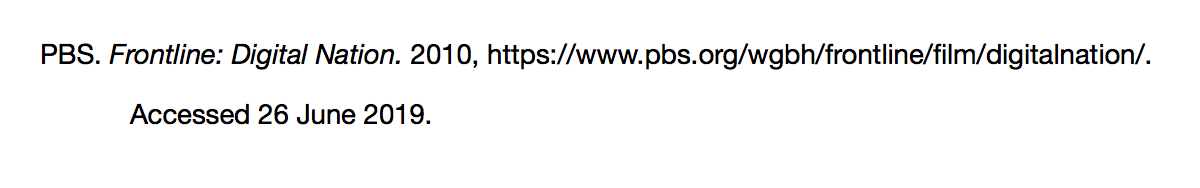 PBS. Frontline: Digital Nation. 2010, https://www.pbs.org/wgbh/frontline/film/digitalnation/.
Accessed 26 June 2019.